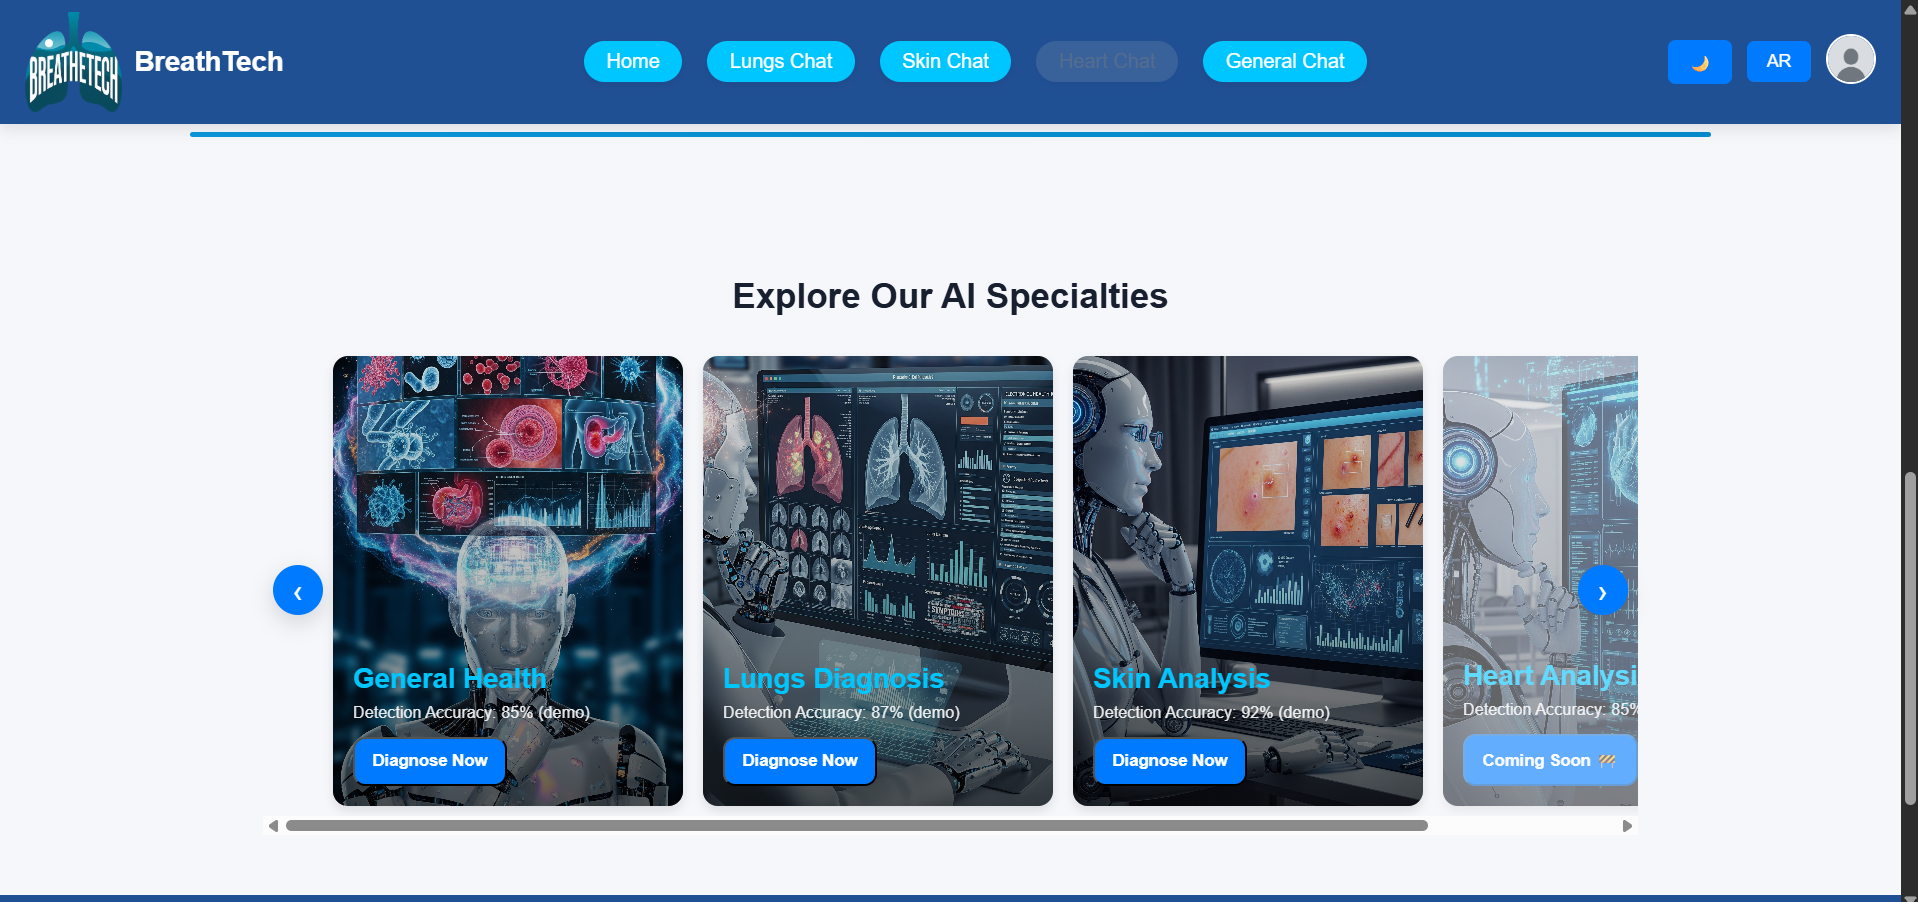 BREATHETECH
BreathTech
Home
Lungs Chat
Skin Chat
Heart Chat
General Chat
AR
Explore Our AI Specialties
General Health
Detection Accuracy: 85% (demo)
Diagnose Now
SYMPTOMS
Lungs Diagnosis
Detection Accuracy: 87% (demo)
Diagnose Now
Skin Analysis
Detection Accuracy: 92% (demo)
Diagnose Now
Heart Analysi
Detection Accuracy: 85%
Coming Soon